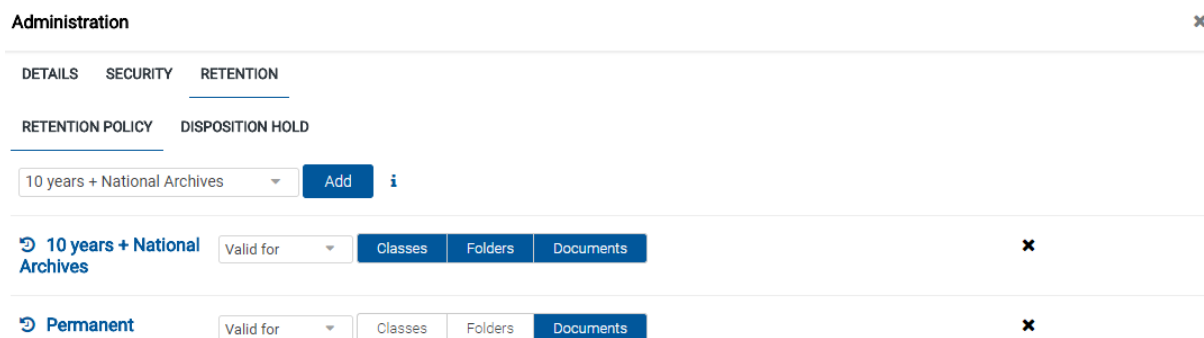 Administration
DETAILS SECURITY RETENTION
RETENTION POLICY DISPOSITION HOLD
10 years + National Archives Add i
10 years + National Archives Valid for Classes Folders Documents
Permanent Valid for Classes Folders Documents